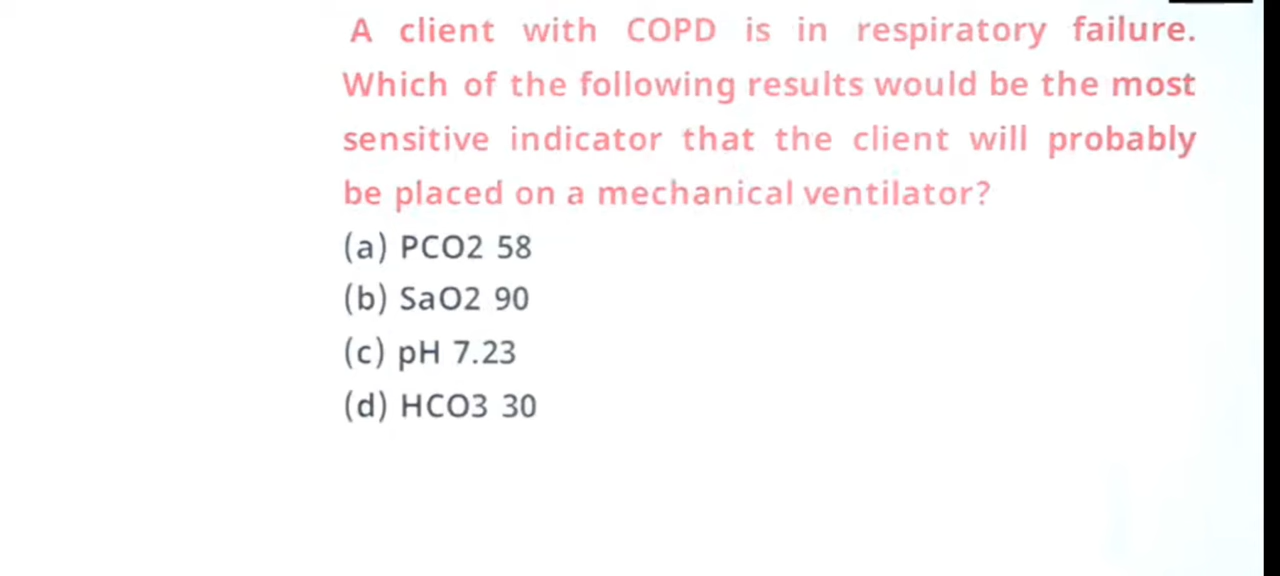 A client with COPD is in respiratory failure.
Which of the following results would be the most
sensitive indicator that the client will probably
be placed on a mechanical ventilator?
(a) PCO2 58
(b) SaO2 90
(c) pH 7.23
(d) HCO3 30